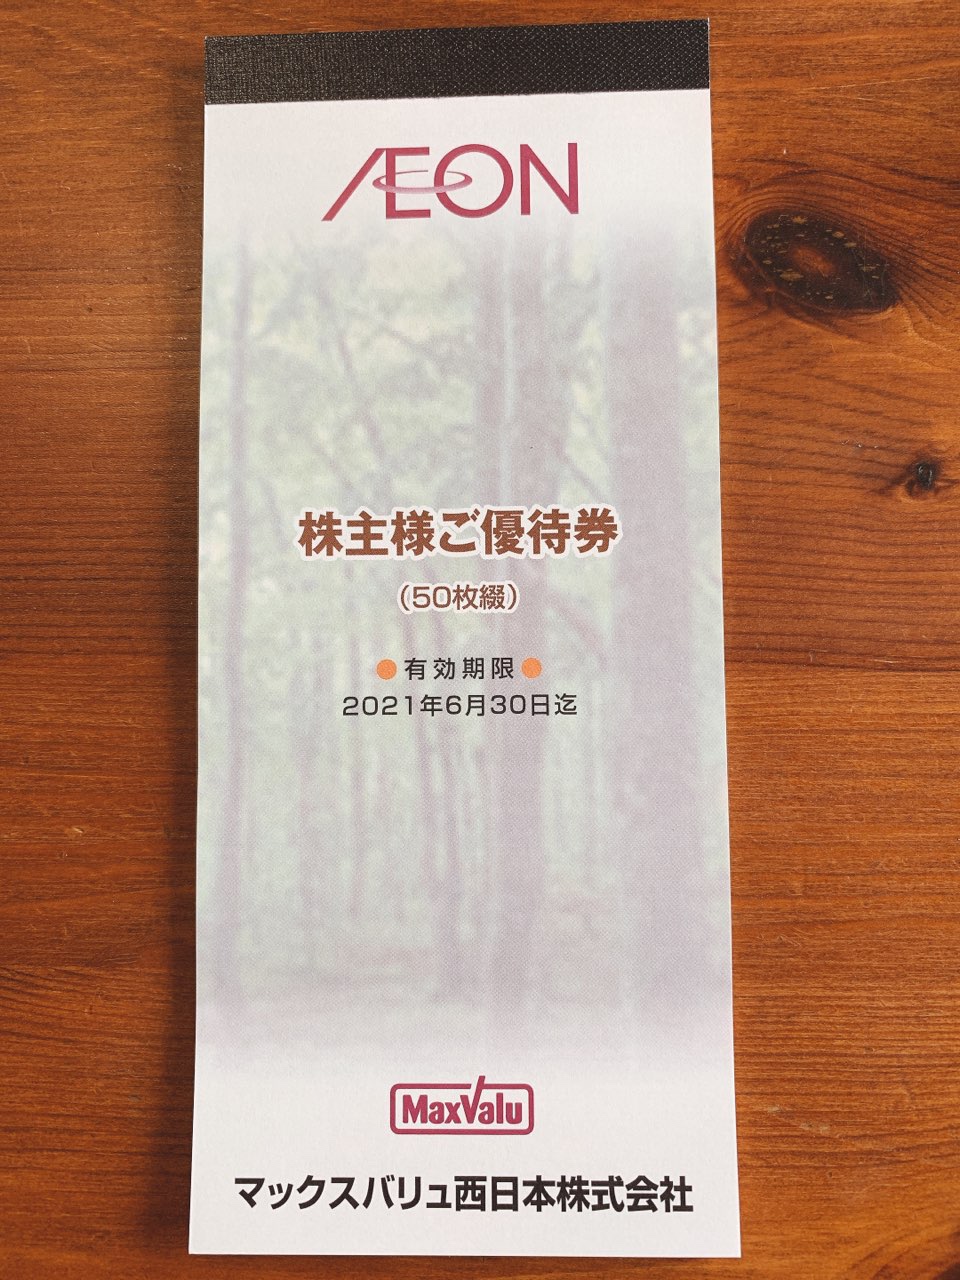 ÆON
株主様ご優待券
（50枚綴）
●有効期限●
2021年6月30日迄
MaxValu
マックスバリュ西日本株式会社